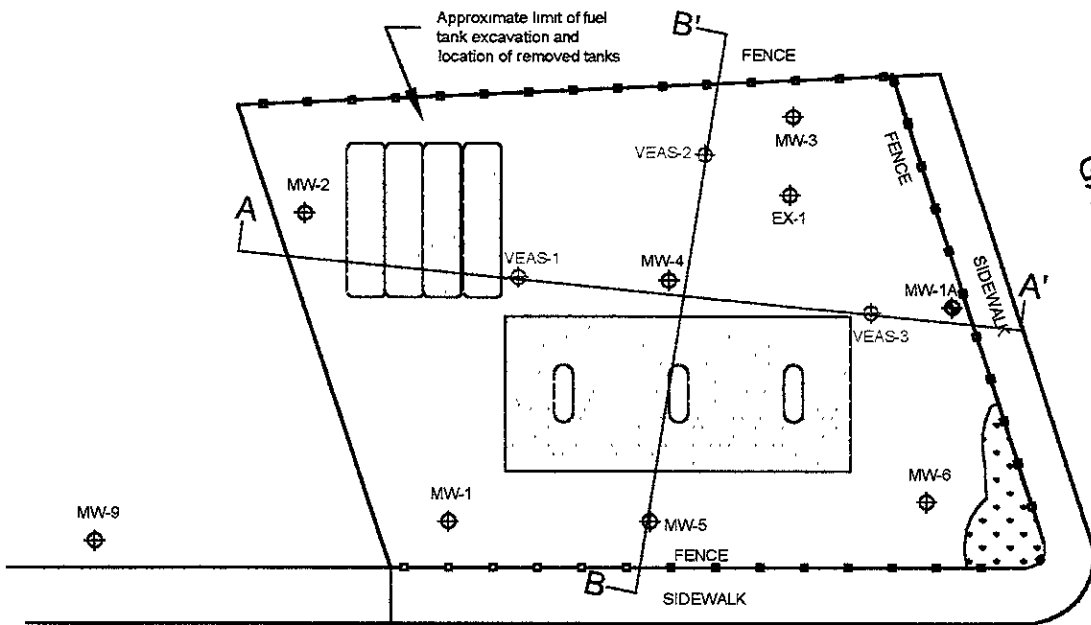 Approximate limit of fuel
tank excavation and
location of removed tanks
B'
FENCE
VEAS-2
MW-3
FENCE
MW-2
EX-1
A
VEAS-1
MW-4
SIDEWALK
MW-1A
A'
VEAS-3
MW-6
MW-1
MW-5
MW-9
FENCE
B
SIDEWALK